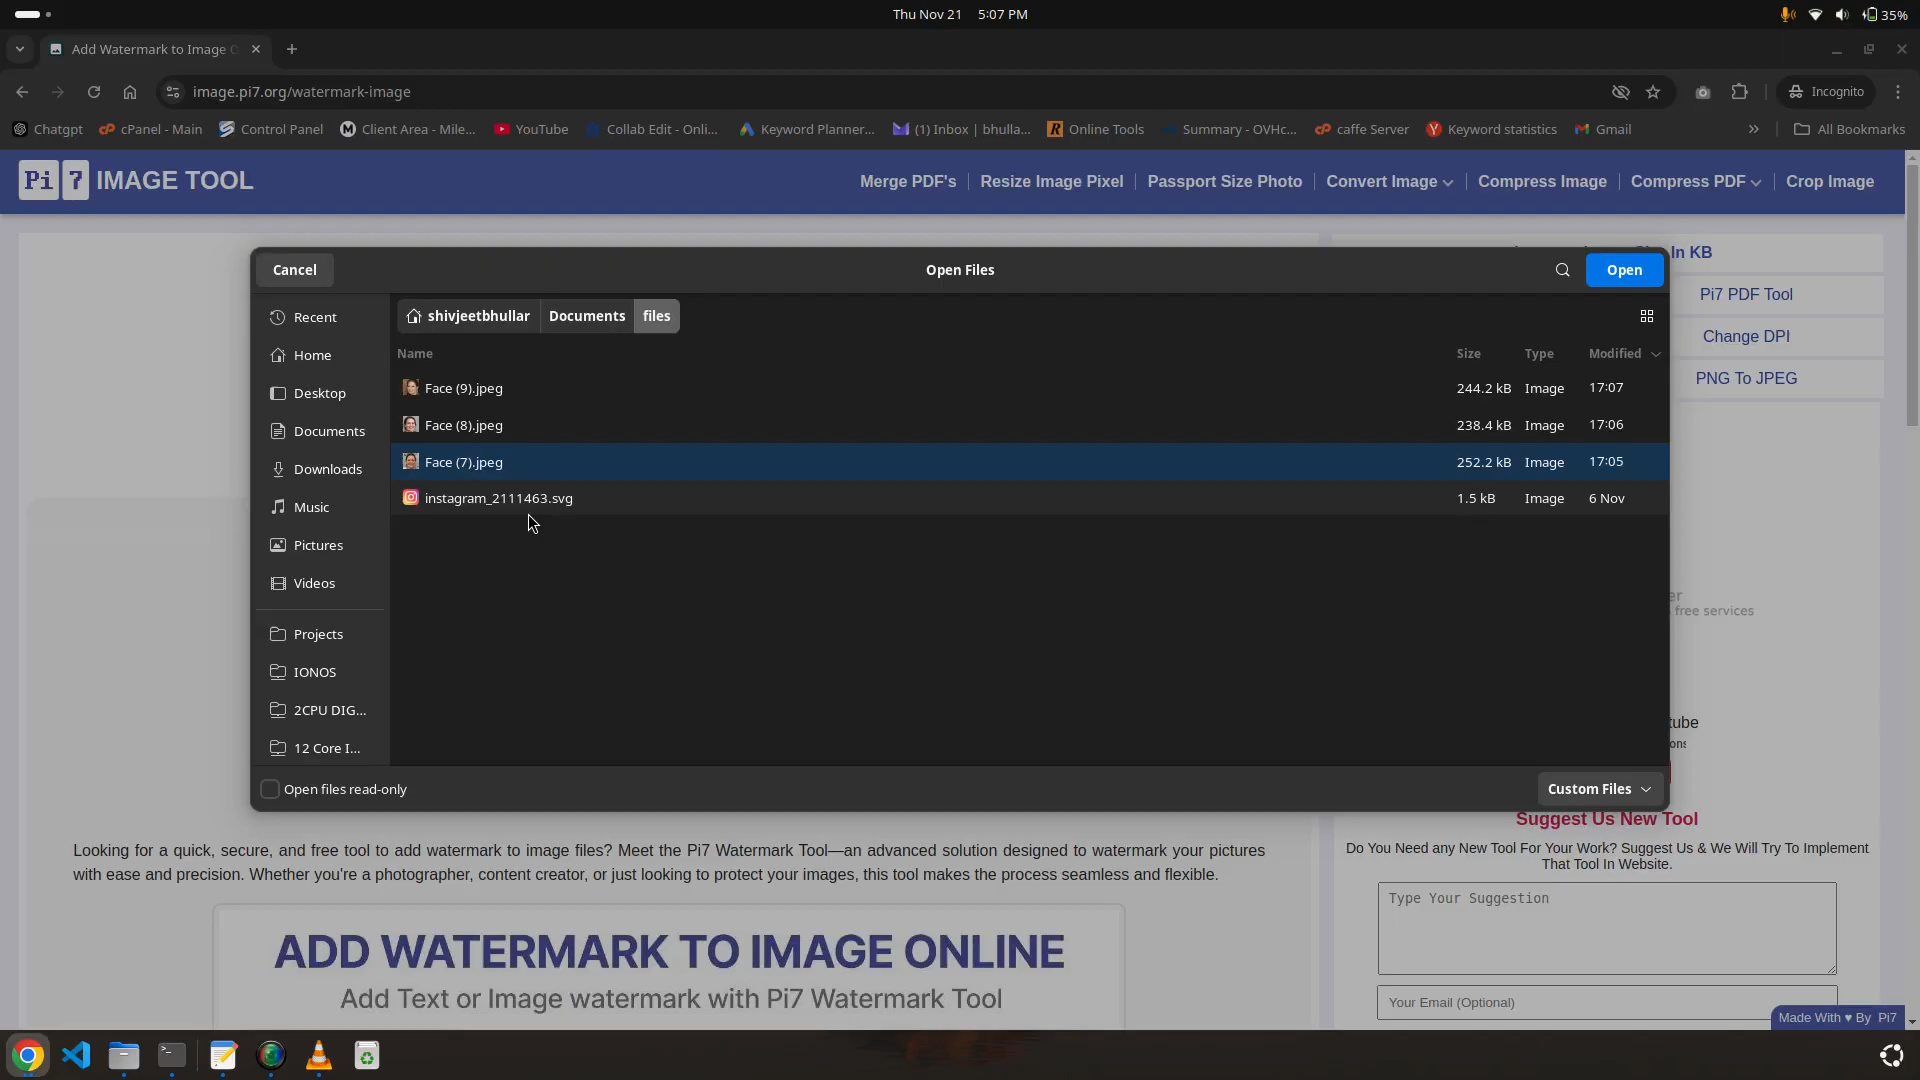 Thu Nov 21 5:07 PM
35%
Add Watermark to Image O
image.pi7.org/watermark-image
Incognito
Chatgpt
cPanel - Main
Control Panel
Client Area - Mile...
YouTube
Collab Edit - Onli...
Keyword Planner...
(1) Inbox | bhulla...
Online Tools
Summary - OVHc...
caffe Server
Keyword statistics
Gmail
All Bookmarks
Pi 7 IMAGE TOOL
Merge PDF's
Resize Image Pixel
Passport Size Photo
Convert Image
Compress Image
Compress PDF
Crop Image
In KB
Pi7 PDF Tool
Change DPI
PNG To JPEG
Cancel
Open Files
Open
Recent
Home
Desktop
Documents
Downloads
Music
Pictures
Videos
Projects
IONOS
2CPU DIG...
12 Core I...
shivjeetbhullar
Documents
files
Name Size Type Modified
Face (9).jpeg 244.2 kB Image 17:07
Face (8).jpeg 238.4 kB Image 17:06
Face (7).jpeg 252.2 kB Image 17:05
instagram_2111463.svg 1.5 kB Image 6 Nov
Open files read-only
Custom Files
er
free services
tube
ons
Looking for a quick, secure, and free tool to add watermark to image files? Meet the Pi7 Watermark Tool—an advanced solution designed to watermark your pictures
with ease and precision. Whether you're a photographer, content creator, or just looking to protect your images, this tool makes the process seamless and flexible.
ADD WATERMARK TO IMAGE ONLINE
Add Text or Image watermark with Pi7 Watermark Tool
Suggest Us New Tool
Do You Need any New Tool For Your Work? Suggest Us & We Will Try To Implement
That Tool In Website.
Type Your Suggestion
Your Email (Optional)
Made With ♥ By Pi7